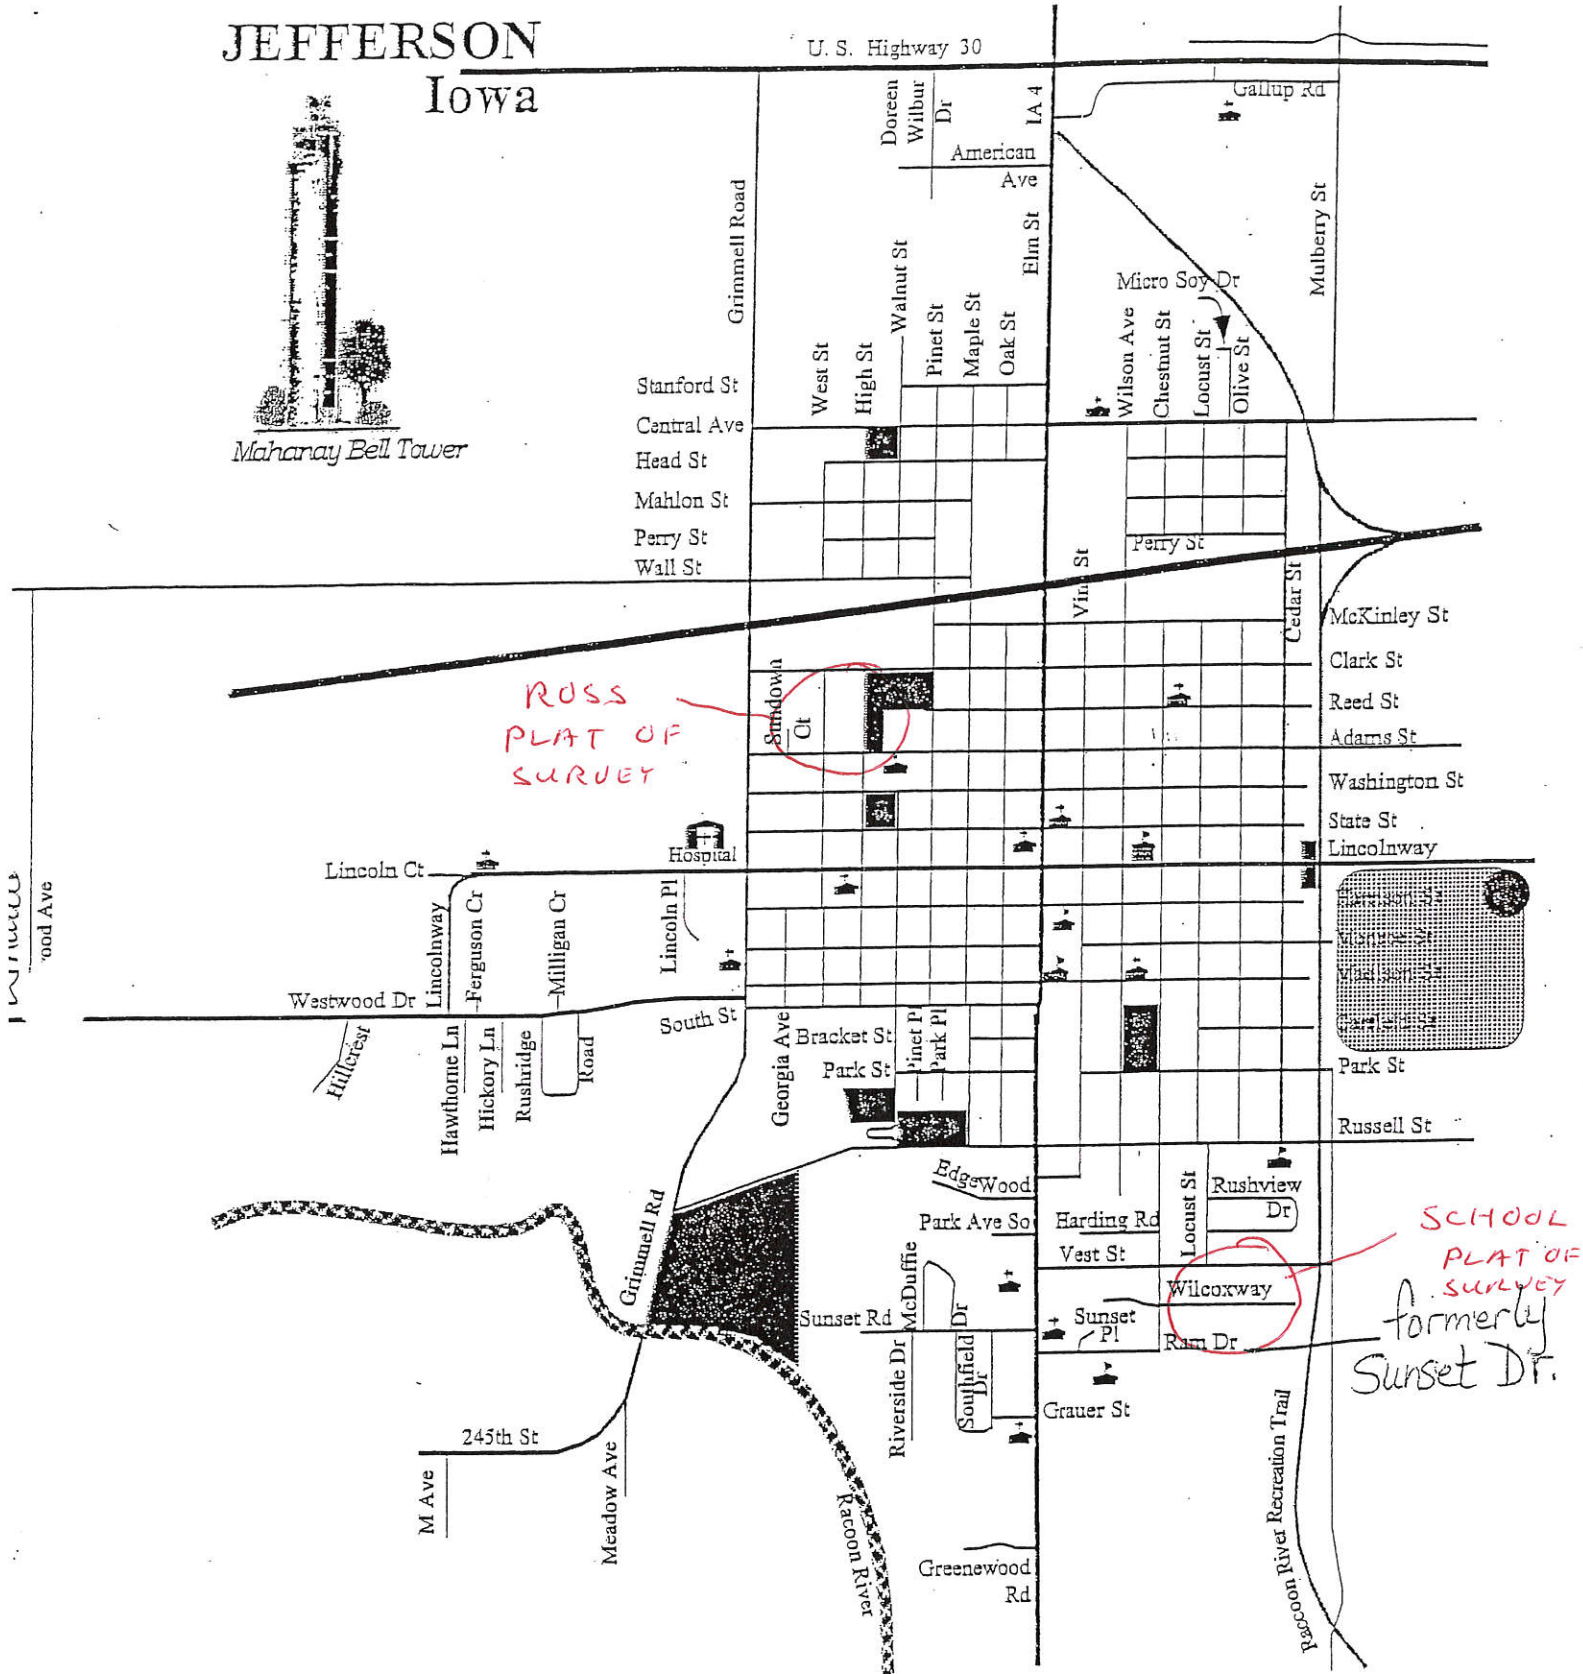 JEFFERSON
Iowa
U. S. Highway 30
Gallup Rd
Doreen
Wilbur
Dr
IA 4
American
Ave
Grimmell Road
Mulberry St
Elm St
Walnut St
Micro Soy Dr
West St
High St
Pinet St
Maple St
Oak St
Wilson Ave
Chestnut St
Locust St
Olive St
Mahanay Bell Tower
Stanford St
Central Ave
Head St
Mahlon St
Perry St
Wall St
Perry St
Cedar St
McKinley St
Clark St
Reed St
Adams St
Washington St
State St
Lincolnway
ROSS
PLAT OF
SURVEY
Sundown
Ct
Hospital
Lincoln Ct
Lincolnway
Ferguson Cr
Milligan Cr
Lincoln Pl
ood Ave
Westwood Dr
South St
Hillcrest
Hawthorne Ln
Hickory Ln
Rushridge
Road
Georgia Ave
Bracket St
Park St
Pinet Pl
Park Pl
Park St
Russell St
Edge Wood
Park Ave So
Harding Rd
Vest St
Locust St
Rushview
Dr
SCHOOL
PLAT OF
SURVEY
Wilcoxway
formerly
Sunset Dr.
Grimmell Rd
Sunset Rd
McDuffie
Dr
Sunset
Pl
Ram Dr
Riverside Dr
Southfield
Dr
Grauer St
245th St
M Ave
Meadow Ave
Racoon River
Greenewood
Rd
Raccoon River Recreation Trail